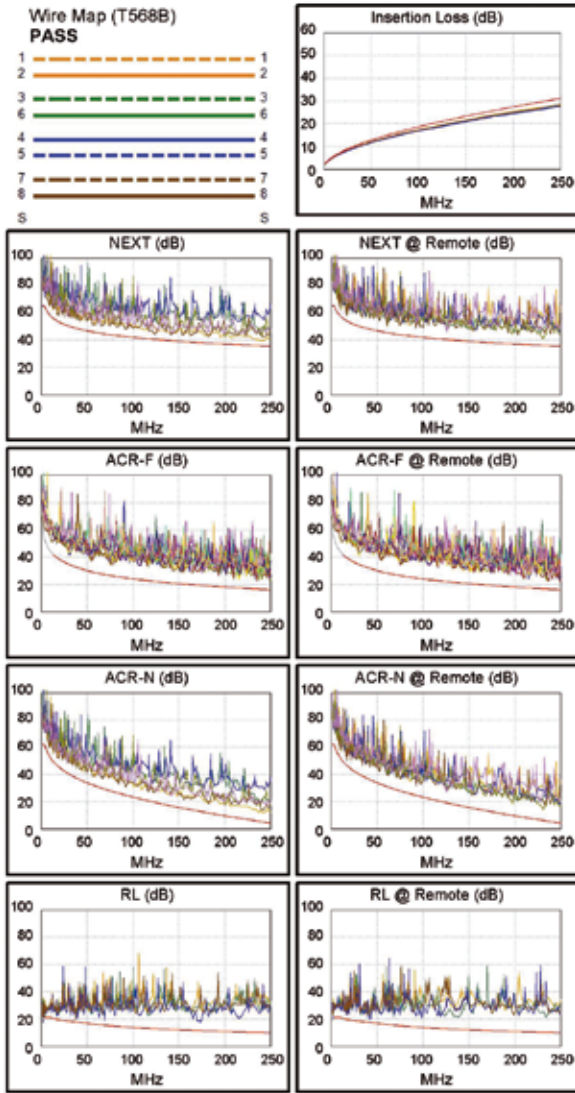 Wire Map (T568B)
PASS
1 1
2 2
3 3
6 6
4 4
5 5
7 7
8 8
S S
Insertion Loss (dB)
60
50
40
30
20
10
0
0 50 100 150 200 250
MHz
NEXT (dB)
100
80
60
40
20
0
0 50 100 150 200 250
MHz
NEXT @ Remote (dB)
100
80
60
40
20
0
0 50 100 150 200 250
MHz
ACR-F (dB)
100
80
60
40
20
0
0 50 100 150 200 250
MHz
ACR-F @ Remote (dB)
100
80
60
40
20
0
0 50 100 150 200 250
MHz
ACR-N (dB)
100
80
60
40
20
0
0 50 100 150 200 250
MHz
ACR-N @ Remote (dB)
100
80
60
40
20
0
0 50 100 150 200 250
MHz
RL (dB)
100
80
60
40
20
0
0 50 100 150 200 250
MHz
RL @ Remote (dB)
100
80
60
40
20
0
0 50 100 150 200 250
MHz